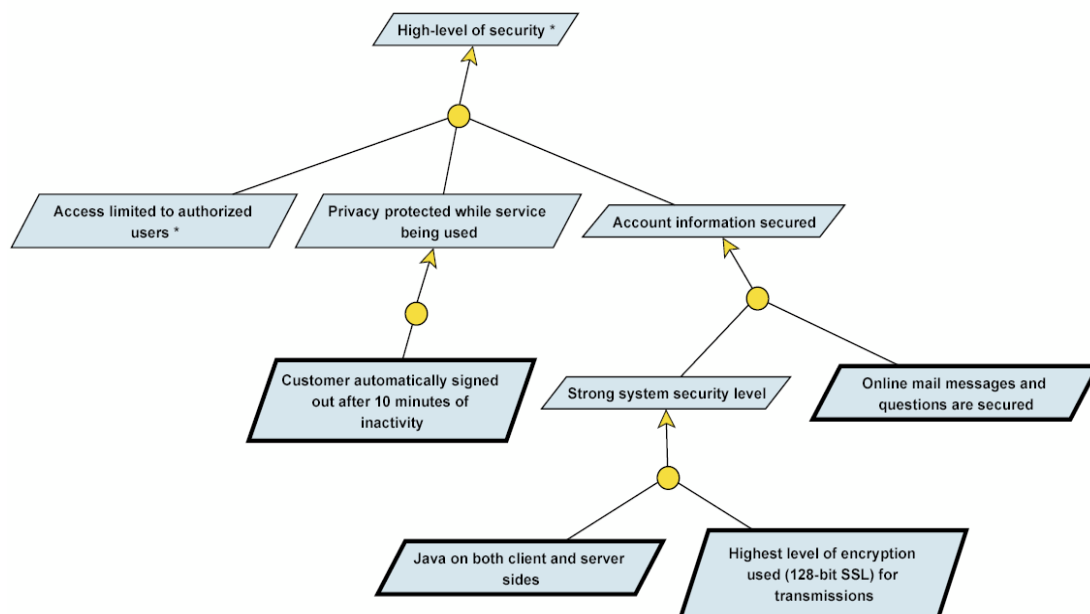 High-level of security *
Access limited to authorized
users *
Privacy protected while service
being used
Account information secured
Customer automatically signed
out after 10 minutes of
inactivity
Strong system security level
Online mail messages and
questions are secured
Java on both client and server
sides
Highest level of encryption
used (128-bit SSL) for
transmissions